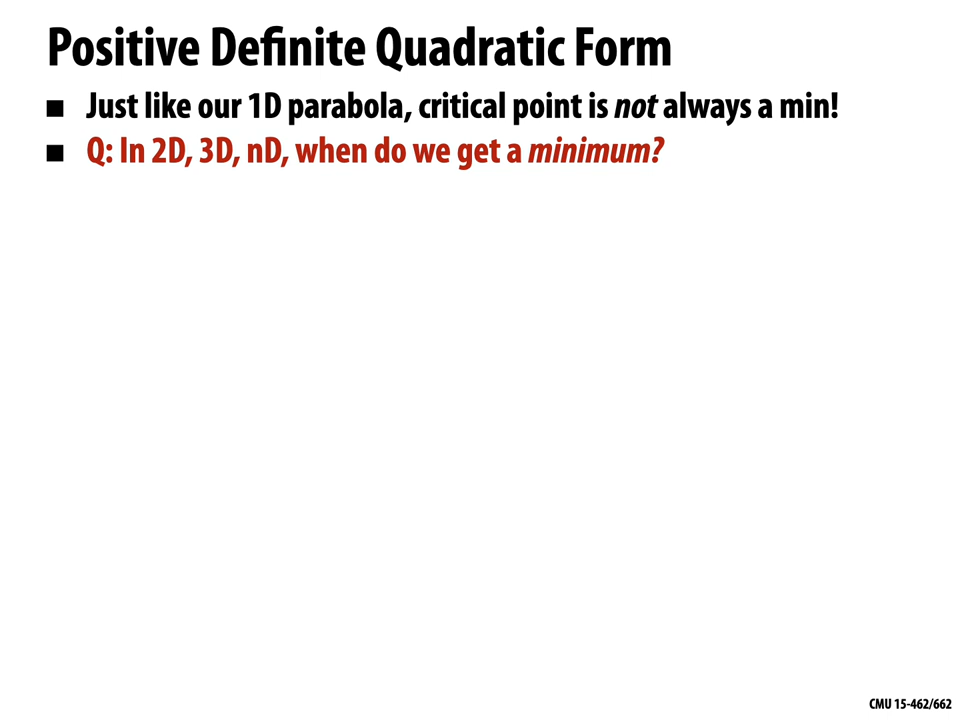 Positive Definite Quadratic Form
■ Just like our 1D parabola, critical point is not always a min!
■ Q: In 2D, 3D, nD, when do we get a minimum?
CMU 15-462/662